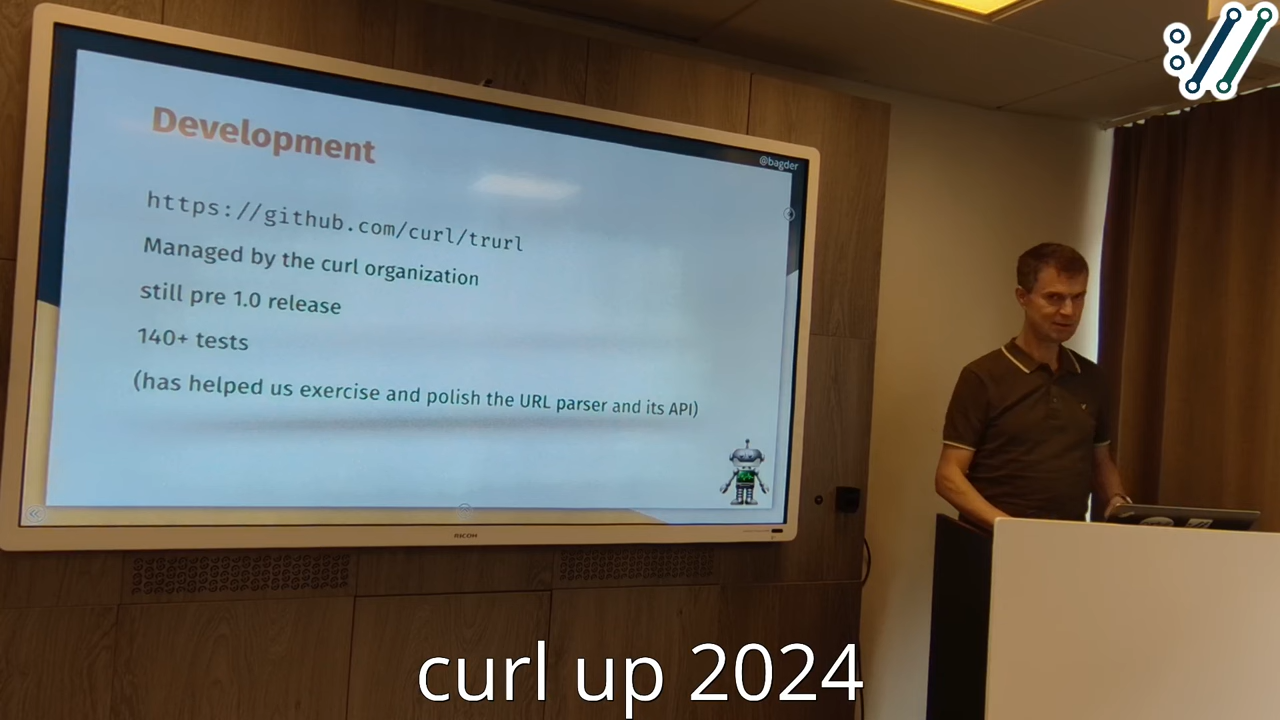 Development
@bagder
https://github.com/curl/trurl
Managed by the curl organization
still pre 1.0 release
140+ tests
(has helped us exercise and polish the URL parser and its API)
RICOH
curl up 2024